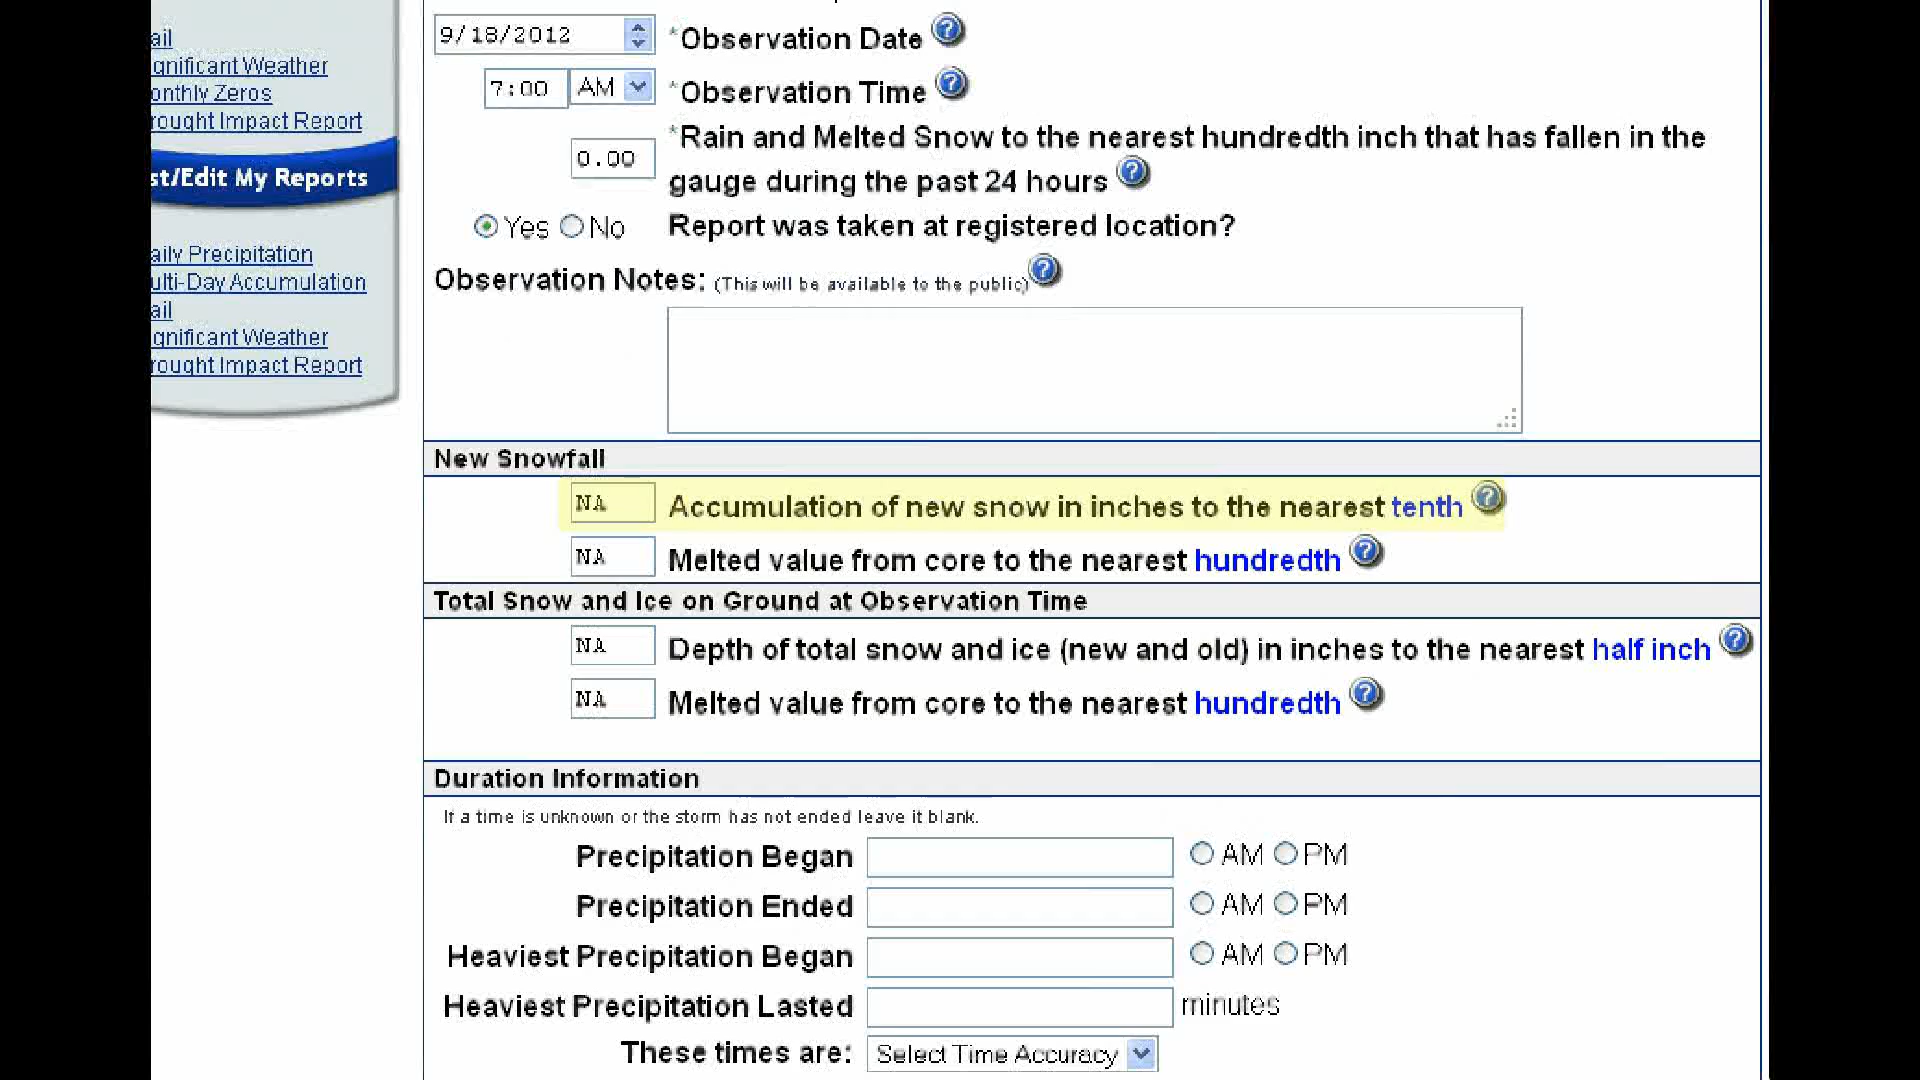 ail
gnificant Weather
onthly Zeros
rought Impact Report
st/Edit My Reports
aily Precipitation
ulti-Day Accumulation
ail
gnificant Weather
rought Impact Report
9/18/2012 *Observation Date ?
7:00 AM *Observation Time ?
0.00 *Rain and Melted Snow to the nearest hundredth inch that has fallen in the
gauge during the past 24 hours ?
Yes No Report was taken at registered location?
Observation Notes: (This will be available to the public) ?
New Snowfall
NA Accumulation of new snow in inches to the nearest tenth ?
NA Melted value from core to the nearest hundredth ?
Total Snow and Ice on Ground at Observation Time
NA Depth of total snow and ice (new and old) in inches to the nearest half inch ?
NA Melted value from core to the nearest hundredth ?
Duration Information
If a time is unknown or the storm has not ended leave it blank.
Precipitation Began AM PM
Precipitation Ended AM PM
Heaviest Precipitation Began AM PM
Heaviest Precipitation Lasted minutes
These times are: Select Time Accuracy